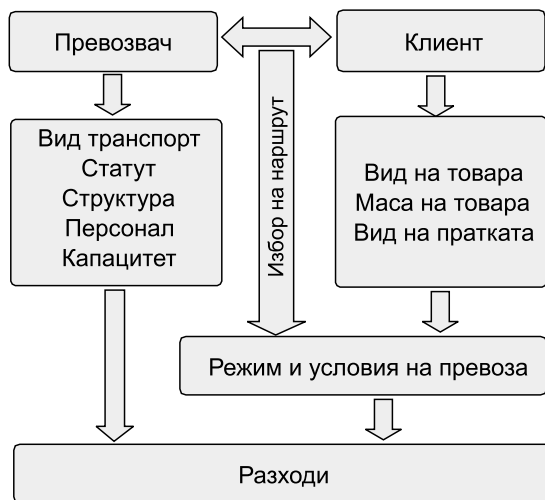 Превозвач
Клиент
Вид транспорт
Статут
Структура
Персонал
Капацитет
Избор на наршрут
Вид на товара
Маса на товара
Вид на пратката
Режим и условия на превоза
Разходи